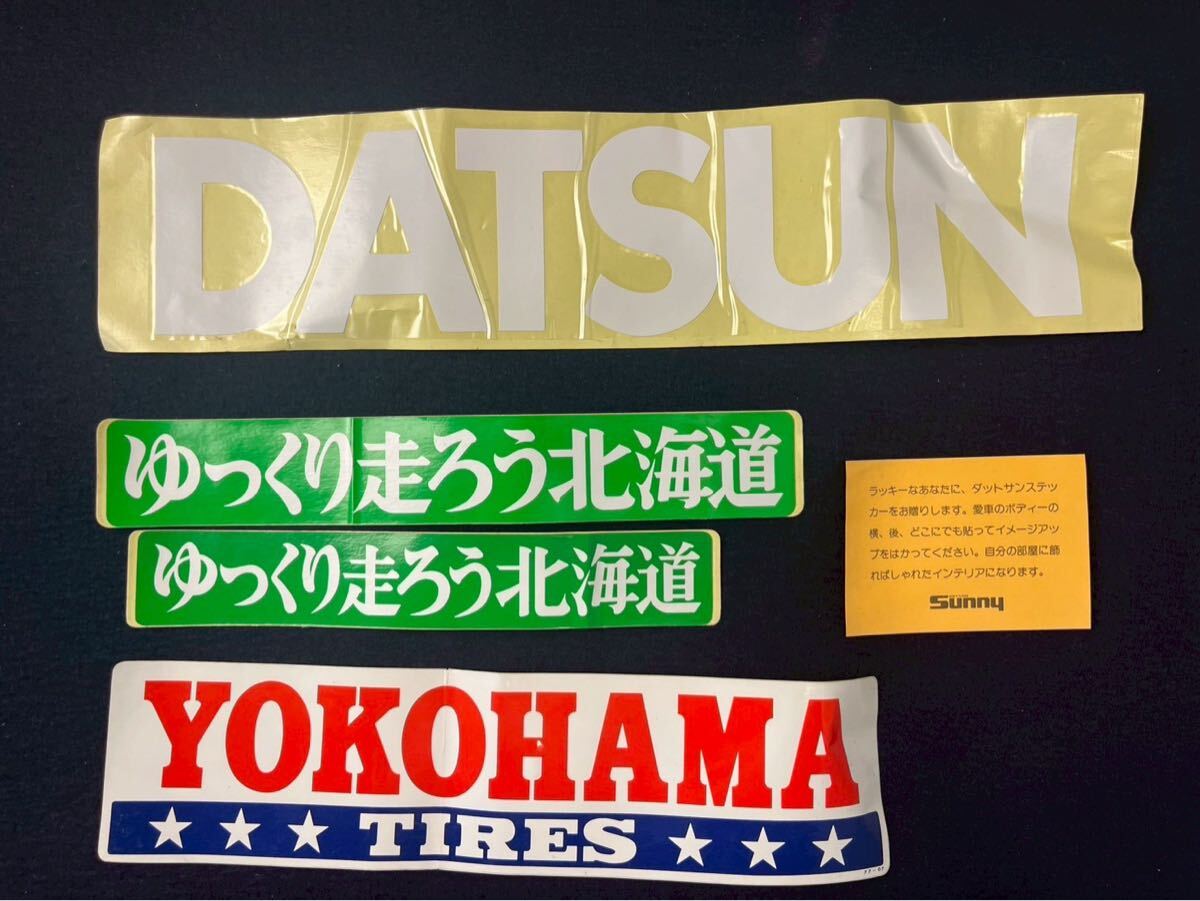 DATSUN
ゆっくり走ろう北海道
ゆっくり走ろう北海道
ラッキーなあなたに、ダットサンステッ
カーをお贈りします。愛車のボディーの
横、後、どこにでも貼ってイメージアッ
プをはかってください。自分の部屋に飾
ればしゃれたインテリアになります。
Sunny
YOKOHAMA
★ ★ ★ TIRES ★ ★ ★